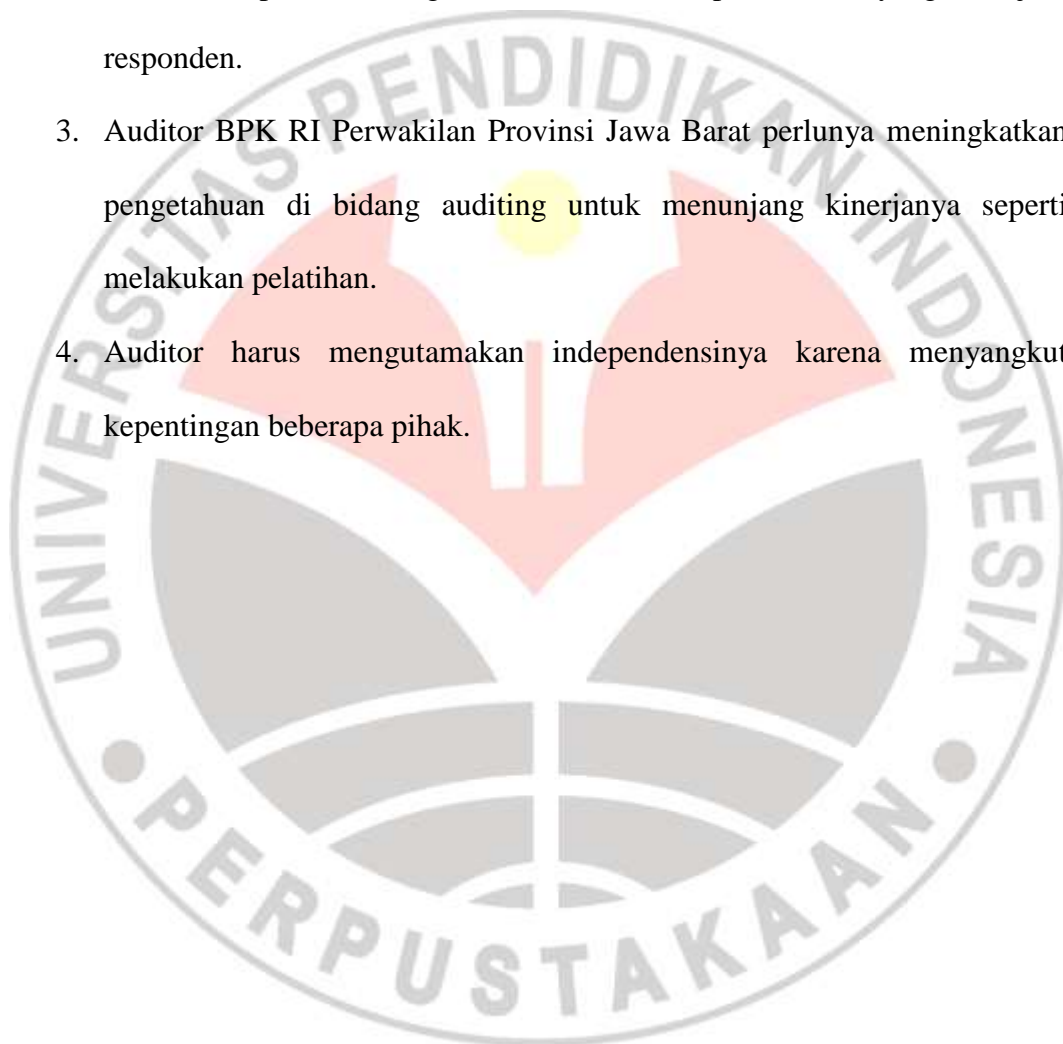 responden.
3. Auditor BPK RI Perwakilan Provinsi Jawa Barat perlunya meningkatkan
pengetahuan di bidang auditing untuk menunjang kinerjanya seperti
melakukan pelatihan.
4. Auditor harus mengutamakan independensinya karena menyangkut
kepentingan beberapa pihak.
UNIVERSITAS PENDIDIKAN INDONESIA
• PERPUSTAKAAN •